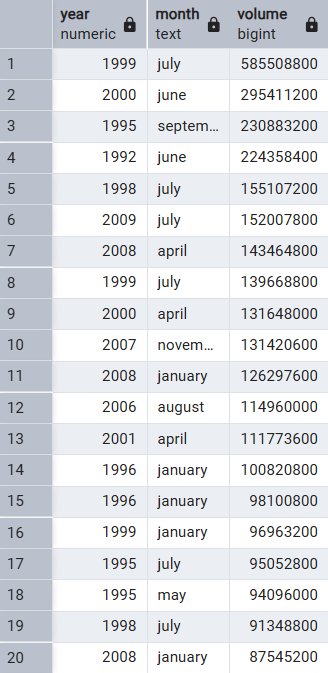 year month volume
numeric text bigint
1 1999 july 585508800
2 2000 june 295411200
3 1995 septem… 230883200
4 1992 june 224358400
5 1998 july 155107200
6 2009 july 152007800
7 2008 april 143464800
8 1999 july 139668800
9 2000 april 131648000
10 2007 novem… 131420600
11 2008 january 126297600
12 2006 august 114960000
13 2001 april 111773600
14 1996 january 100820800
15 1996 january 98100800
16 1999 january 96963200
17 1995 july 95052800
18 1995 may 94096000
19 1998 july 91348800
20 2008 january 87545200